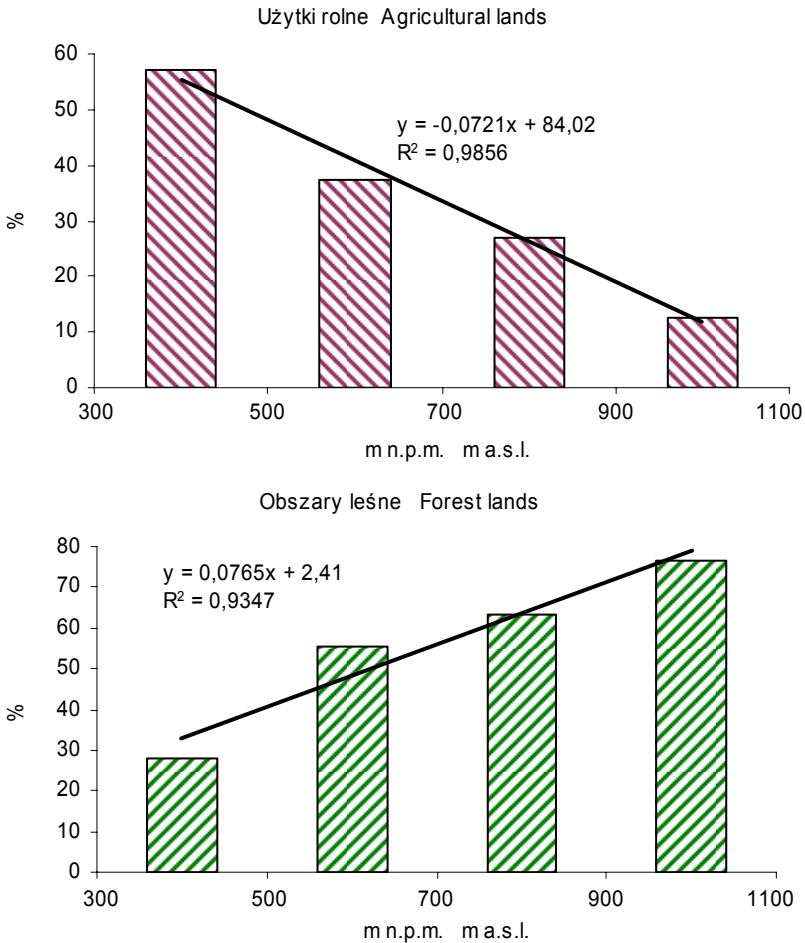 Użytki rolne Agricultural lands
60
50
40
30
20
10
0
%
y = -0,0721x + 84,02
R² = 0,9856
300 500 700 900 1100
m n.p.m. m a.s.l.
Obszary leśne Forest lands
80
70
60
50
40
30
20
10
0
%
y = 0,0765x + 2,41
R² = 0,9347
300 500 700 900 1100
m n.p.m. m a.s.l.